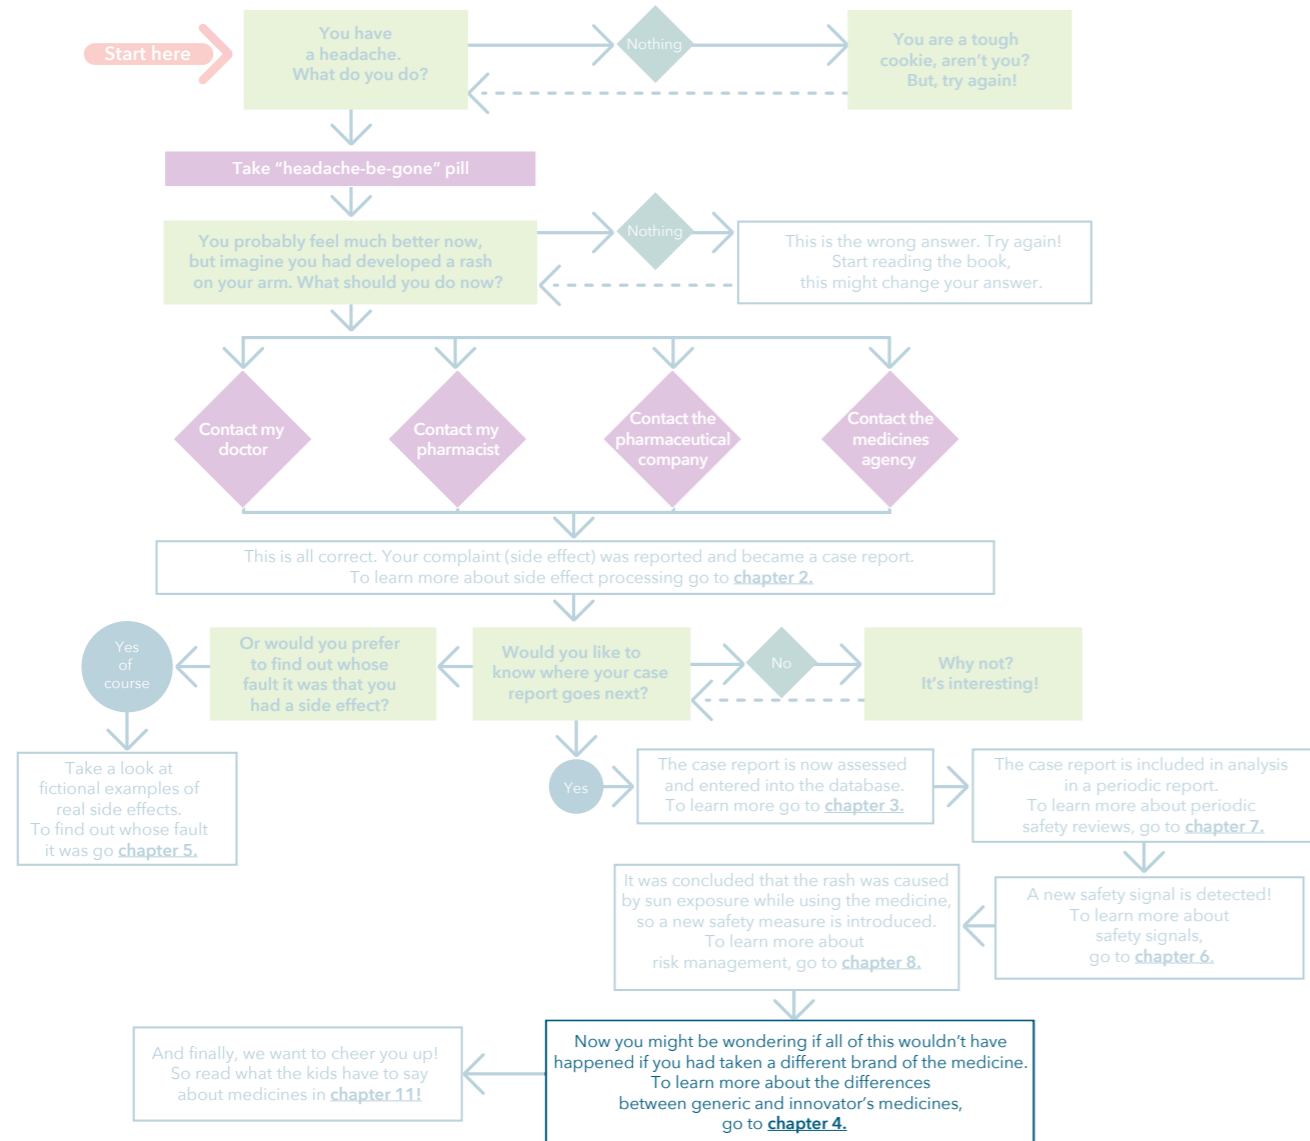 Start here
You have
a headache.
What do you do?
Nothing
You are a tough
cookie, aren't you?
But, try again!
Take “headache-be-gone” pill
You probably feel much better now,
but imagine you had developed a rash
on your arm. What should you do now?
Nothing
This is the wrong answer. Try again!
Start reading the book,
this might change your answer.
Contact my
doctor
Contact my
pharmacist
Contact the
pharmaceutical
company
Contact the
medicines
agency
This is all correct. Your complaint (side effect) was reported and became a case report.
To learn more about side effect processing go to chapter 2.
Yes
of
course
Or would you prefer
to find out whose
fault it was that you
had a side effect?
Would you like to
know where your case
report goes next?
No
Why not?
It's interesting!
Take a look at
fictional examples of
real side effects.
To find out whose fault
it was go chapter 5.
Yes
The case report is now assessed
and entered into the database.
To learn more go to chapter 3.
The case report is included in analysis
in a periodic report.
To learn more about periodic
safety reviews, go to chapter 7.
It was concluded that the rash was caused
by sun exposure while using the medicine,
so a new safety measure is introduced.
To learn more about
risk management, go to chapter 8.
A new safety signal is detected!
To learn more about
safety signals,
go to chapter 6.
And finally, we want to cheer you up!
So read what the kids have to say
about medicines in chapter 11!
Now you might be wondering if all of this wouldn't have
happened if you had taken a different brand of the medicine.
To learn more about the differences
between generic and innovator's medicines,
go to chapter 4.